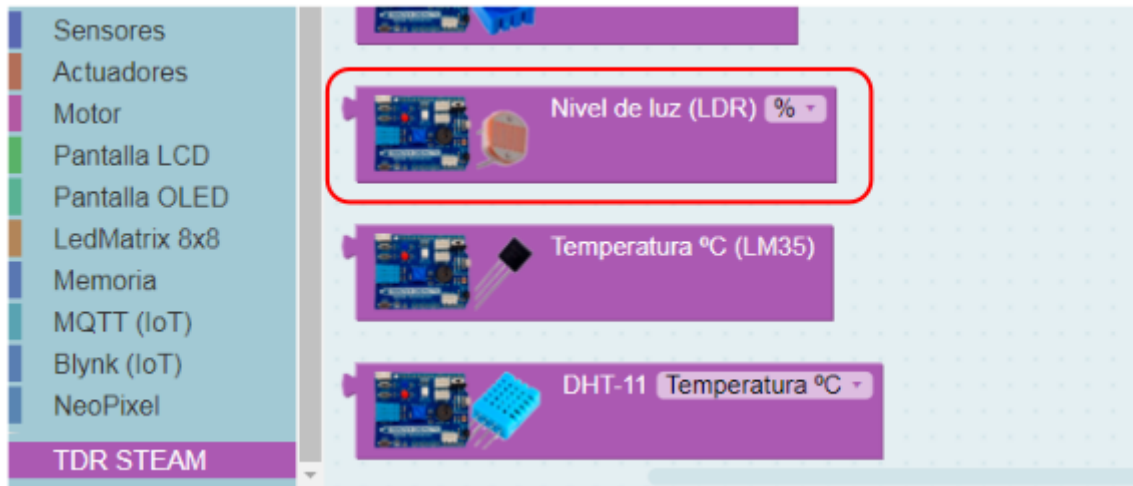 Sensores
Actuadores
Motor
Pantalla LCD
Pantalla OLED
LedMatrix 8x8
Memoria
MQTT (IoT)
Blynk (IoT)
NeoPixel
TDR STEAM
Nivel de luz (LDR) %
Temperatura ºC (LM35)
DHT-11 Temperatura ºC